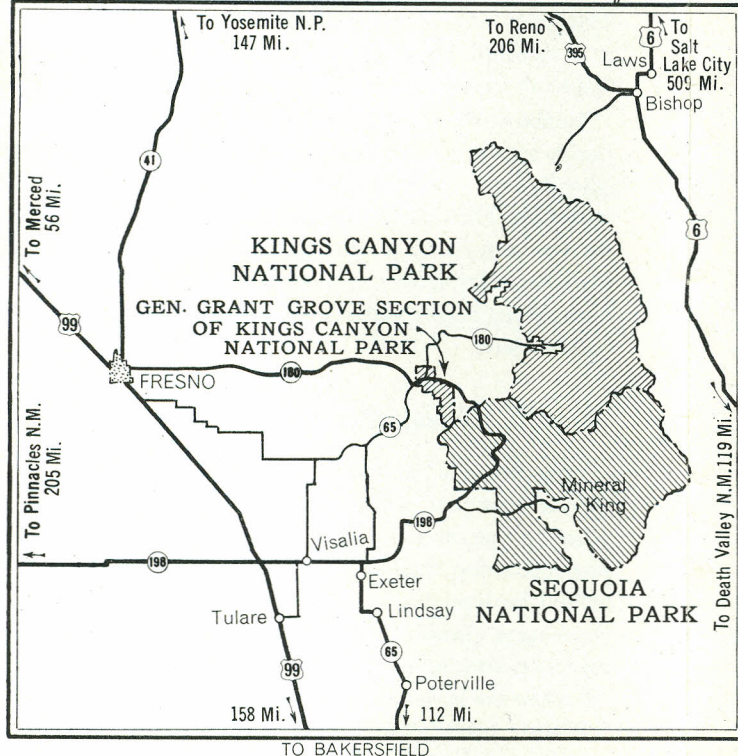 To Yosemite N.P.
147 Mi.
To Reno
206 Mi.
395
6
To
Salt
Lake City
509 Mi.
Laws
Bishop
41
To Merced
56 Mi.
6
KINGS CANYON
NATIONAL PARK
GEN. GRANT GROVE SECTION
OF KINGS CANYON
NATIONAL PARK
99
180
180
FRESNO
65
To Pinnacles N.M.
205 Mi.
To Death Valley N.M. 119 Mi.
Mineral
King
198
198
Visalia
Exeter
SEQUOIA
NATIONAL PARK
Tulare
Lindsay
65
99
Poterville
158 Mi.
112 Mi.
TO BAKERSFIELD